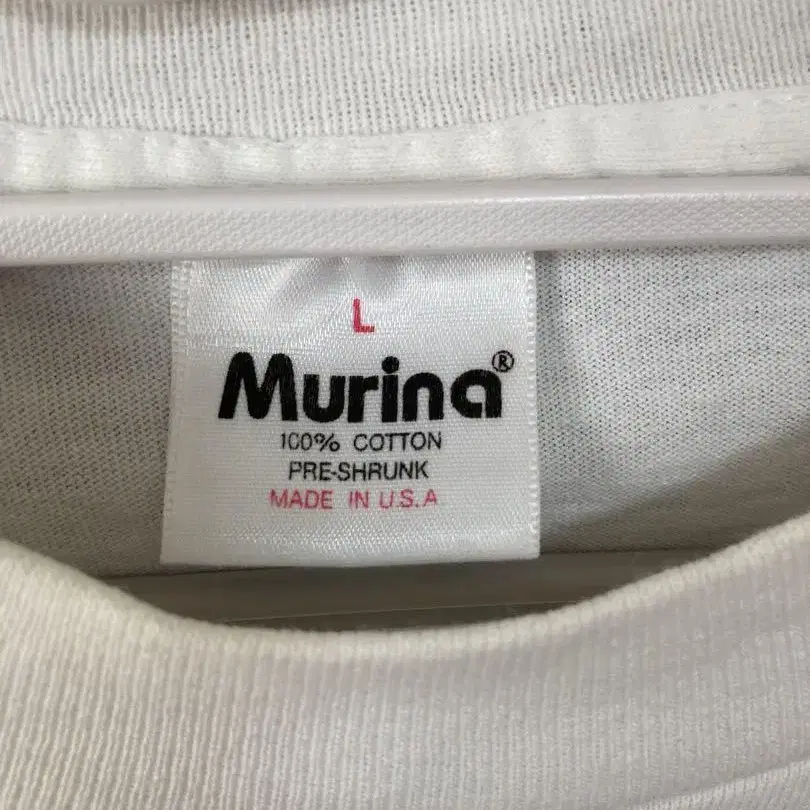 L
Murina®
100% COTTON
PRE-SHRUNK
MADE IN U.S.A